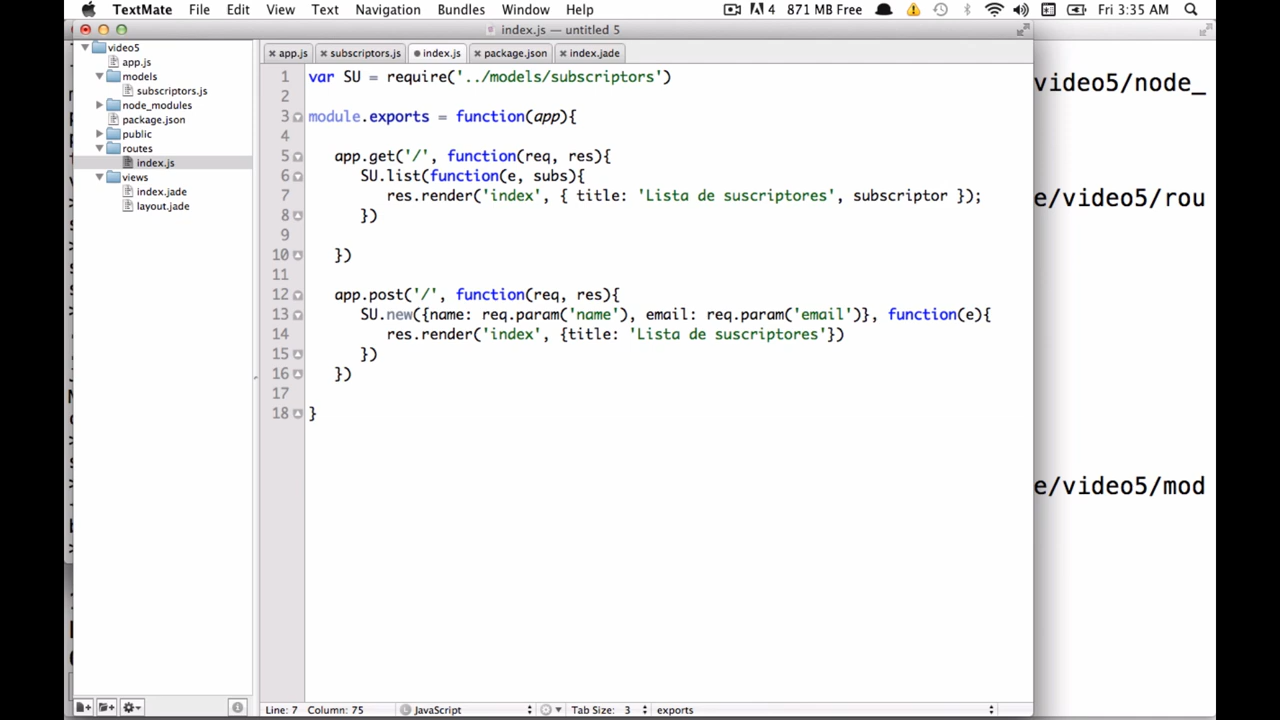 TextMate File Edit View Text Navigation Bundles Window Help 4 871 MB Free Fri 3:35 AM
index.js — untitled 5
video5
app.js
models
subscriptors.js
node_modules
package.json
public
routes
index.js
views
index.jade
layout.jade
app.js subscriptors.js index.js package.json index.jade
1 var SU = require('../models/subscriptors')
2
3 module.exports = function(app){
4
5 app.get('/', function(req, res){
6 SU.list(function(e, subs){
7 res.render('index', { title: 'Lista de suscriptores', subscriptor });
8 })
9
10 })
11
12 app.post('/', function(req, res){
13 SU.new({name: req.param('name'), email: req.param('email')}, function(e){
14 res.render('index', {title: 'Lista de suscriptores'})
15 })
16 })
17
18 }
video5/node_
e/video5/rou
e/video5/mod
Line: 7 Column: 75 JavaScript Tab Size: 3 exports